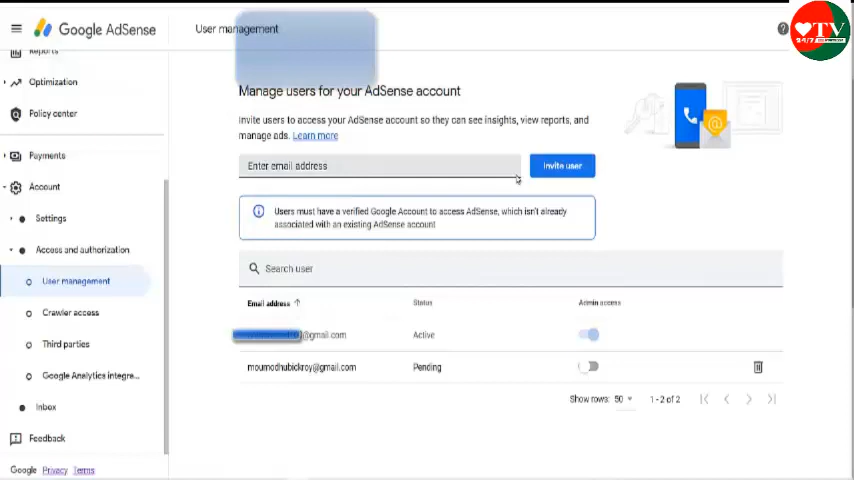 Google AdSense
User management
TV
24/7
Reports
Optimization
Policy center
Payments
Account
Settings
Access and authorization
User management
Crawler access
Third parties
Google Analytics integre...
Inbox
Feedback
Google Privacy Terms
Manage users for your AdSense account
Invite users to access your AdSense account so they can see insights, view reports, and
manage ads. Learn more
Enter email address
Invite user
Users must have a verified Google Account to access AdSense, which isn't already
associated with an existing AdSense account
Search user
Email address Status Admin access
@gmail.com Active
moumodhubickroy@gmail.com Pending
Show rows: 50 1 - 2 of 2